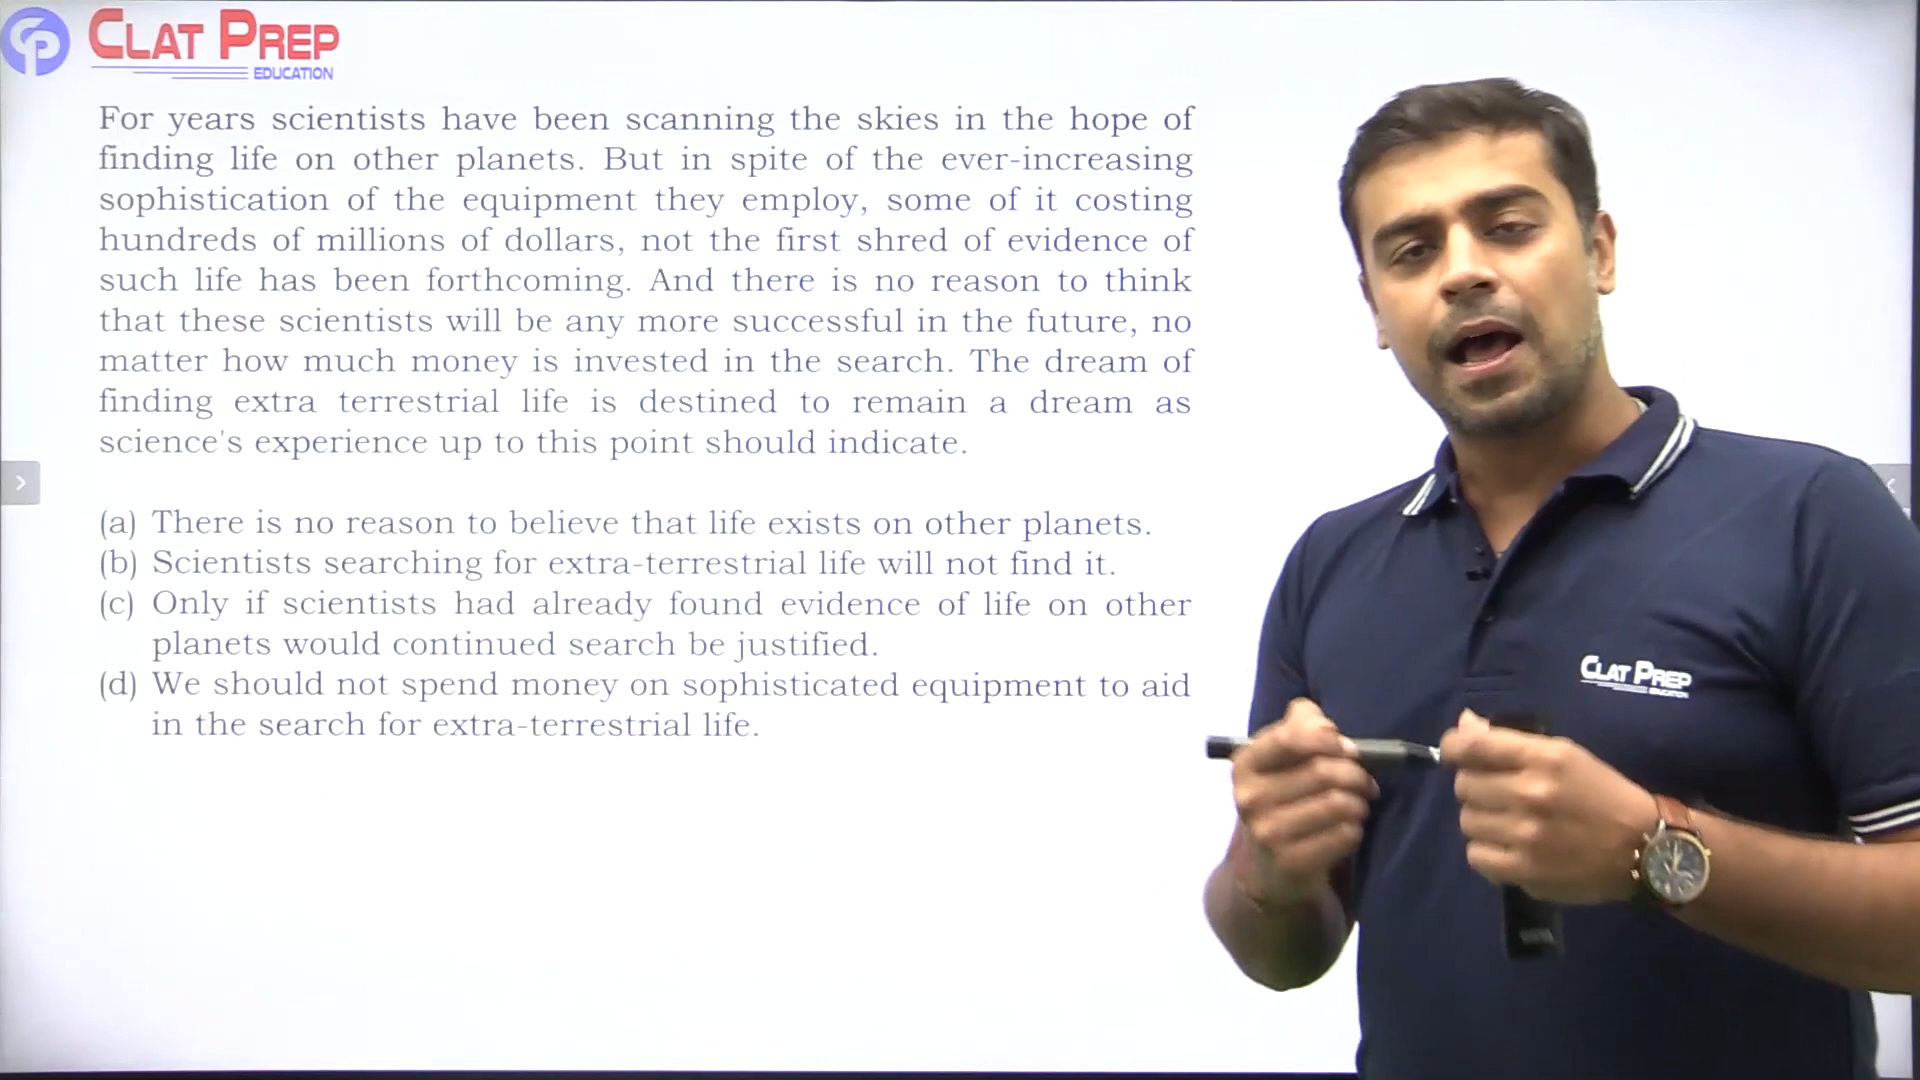 CLAT PREP
EDUCATION
For years scientists have been scanning the skies in the hope of
finding life on other planets. But in spite of the ever-increasing
sophistication of the equipment they employ, some of it costing
hundreds of millions of dollars, not the first shred of evidence of
such life has been forthcoming. And there is no reason to think
that these scientists will be any more successful in the future, no
matter how much money is invested in the search. The dream of
finding extra terrestrial life is destined to remain a dream as
science's experience up to this point should indicate.
(a) There is no reason to believe that life exists on other planets.
(b) Scientists searching for extra-terrestrial life will not find it.
(c) Only if scientists had already found evidence of life on other
planets would continued search be justified.
(d) We should not spend money on sophisticated equipment to aid
in the search for extra-terrestrial life.
CLAT PREP
EDUCATION